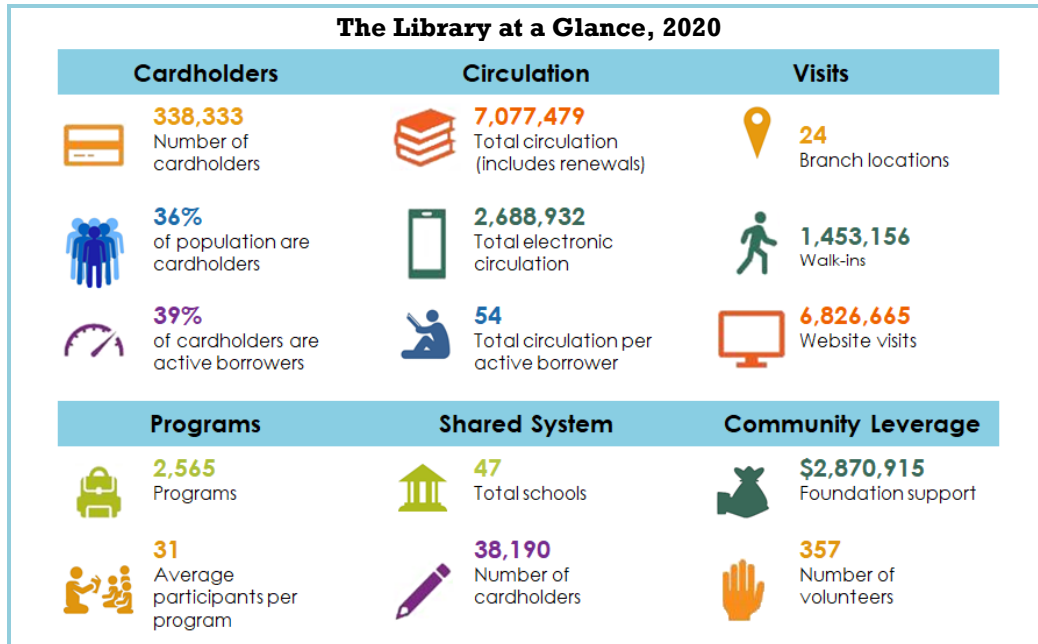 The Library at a Glance, 2020
Cardholders
Circulation
Visits
338,333
Number of
cardholders
7,077,479
Total circulation
(includes renewals)
24
Branch locations
36%
of population are
cardholders
2,688,932
Total electronic
circulation
1,453,156
Walk-ins
39%
of cardholders are
active borrowers
54
Total circulation per
active borrower
6,826,665
Website visits
Programs
Shared System
Community Leverage
2,565
Programs
47
Total schools
$2,870,915
Foundation support
31
Average
participants per
program
38,190
Number of
cardholders
357
Number of
volunteers